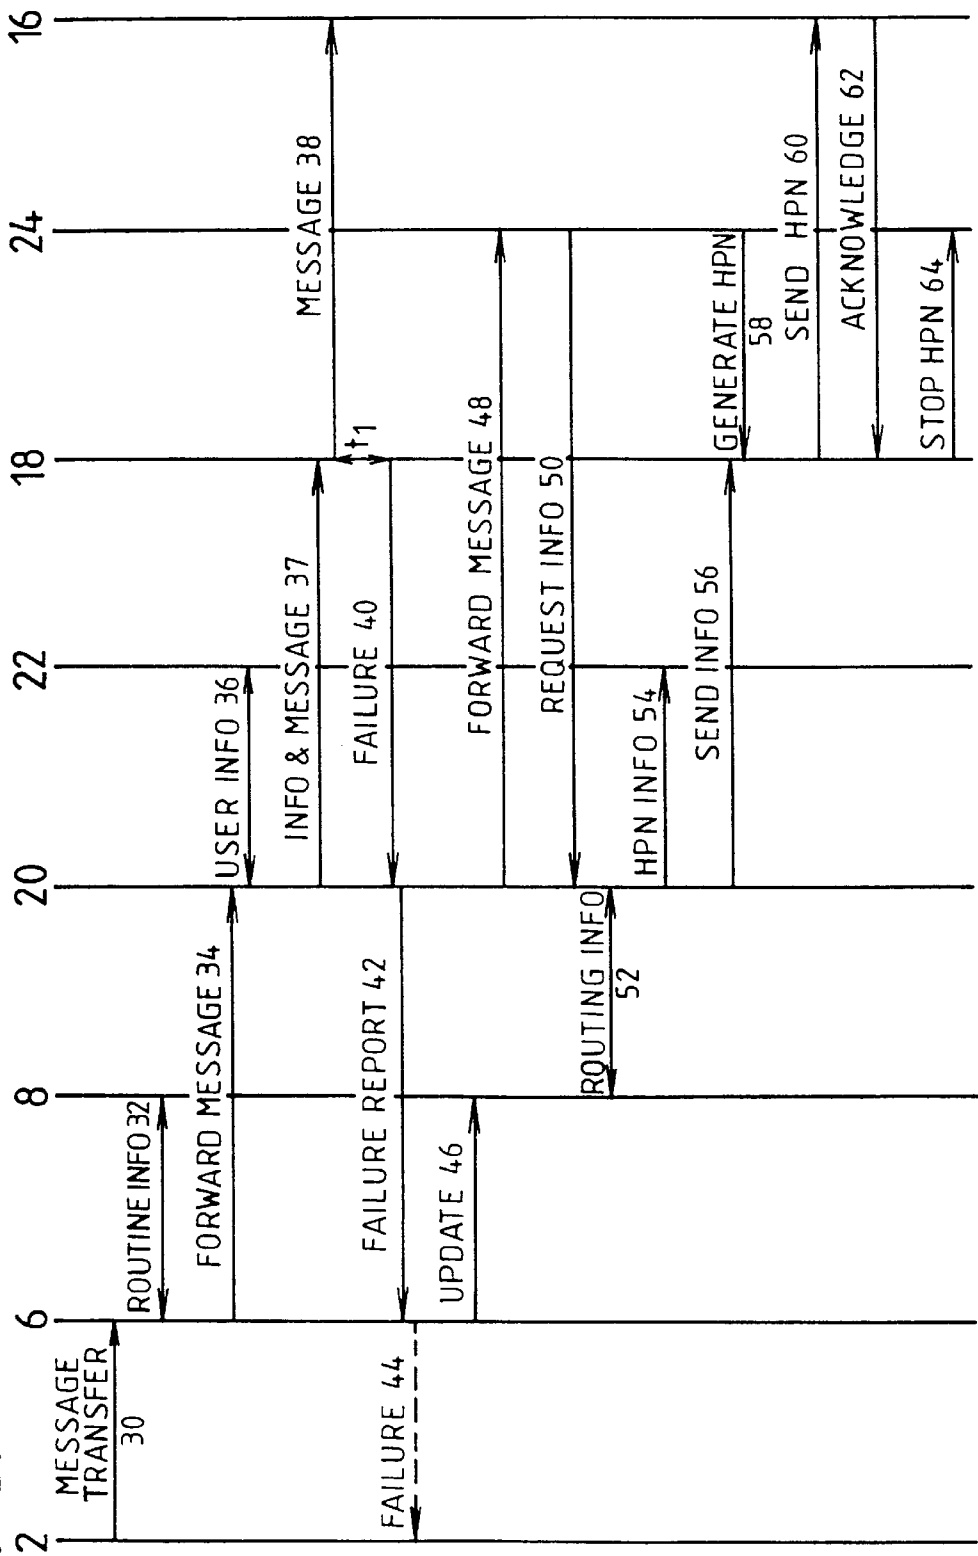 2
6
8
20
22
18
24
16
MESSAGE
TRANSFER
30
ROUTINE INFO 32
FORWARD MESSAGE 34
USER INFO 36
INFO & MESSAGE 37
MESSAGE 38
t1
FAILURE 40
FAILURE REPORT 42
FAILURE 44
UPDATE 46
FORWARD MESSAGE 48
REQUEST INFO 50
ROUTING INFO
52
HPN INFO 54
SEND INFO 56
GENERATE HPN
58
SEND HPN 60
ACKNOWLEDGE 62
STOP HPN 64